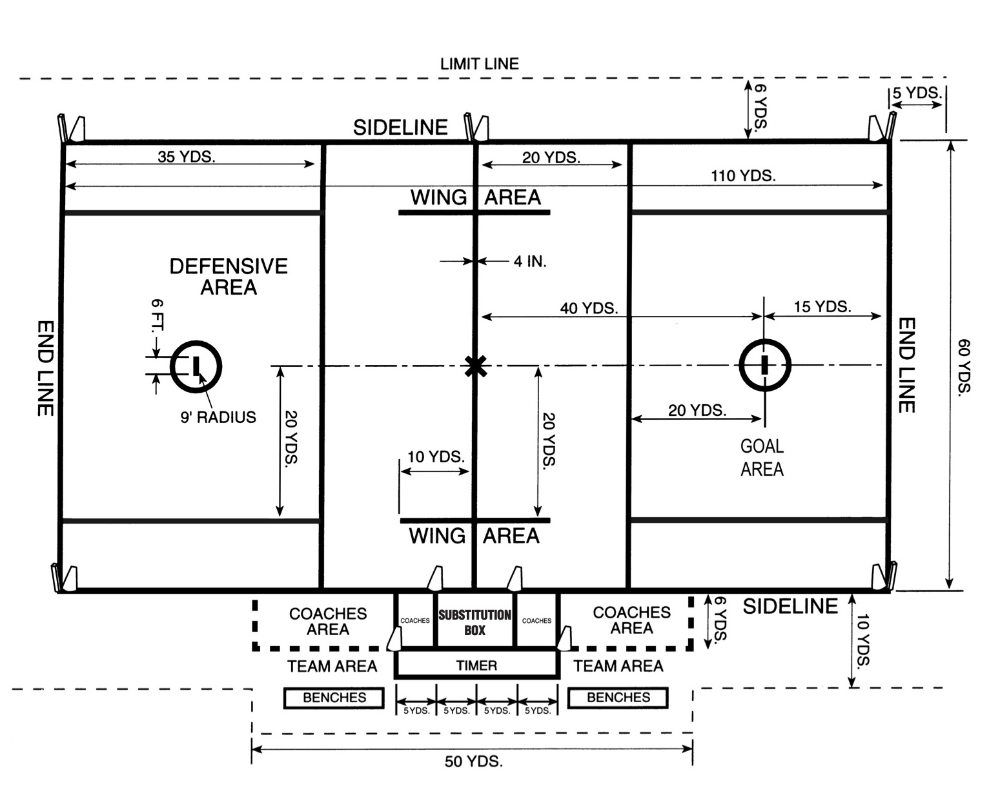 LIMIT LINE
6 YDS.
5 YDS.
SIDELINE
35 YDS.
20 YDS.
110 YDS.
WING AREA
DEFENSIVE
AREA
4 IN.
6 FT.
40 YDS.
15 YDS.
END LINE
END LINE
60 YDS.
9' RADIUS
20 YDS.
20 YDS.
20 YDS.
GOAL
AREA
10 YDS.
WING AREA
COACHES
AREA
COACHES
SUBSTITUTION
BOX
COACHES
COACHES
AREA
6 YDS.
SIDELINE
10 YDS.
TEAM AREA
TIMER
TEAM AREA
BENCHES
BENCHES
5YDS.
5YDS.
5YDS.
5YDS.
50 YDS.